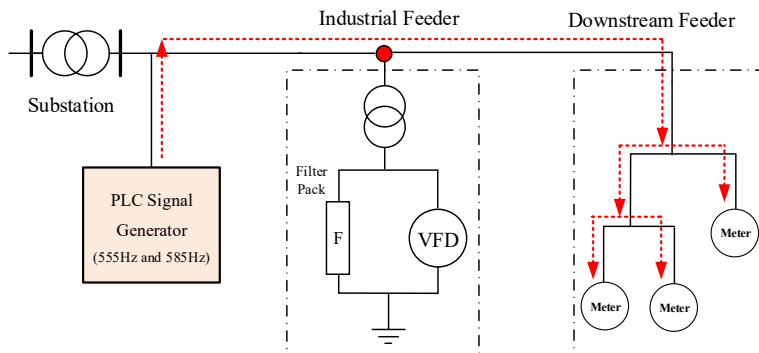 Industrial Feeder
Downstream Feeder
Substation
PLC Signal
Generator
(555Hz and 585Hz)
Filter
Pack
F
VFD
Meter
Meter
Meter